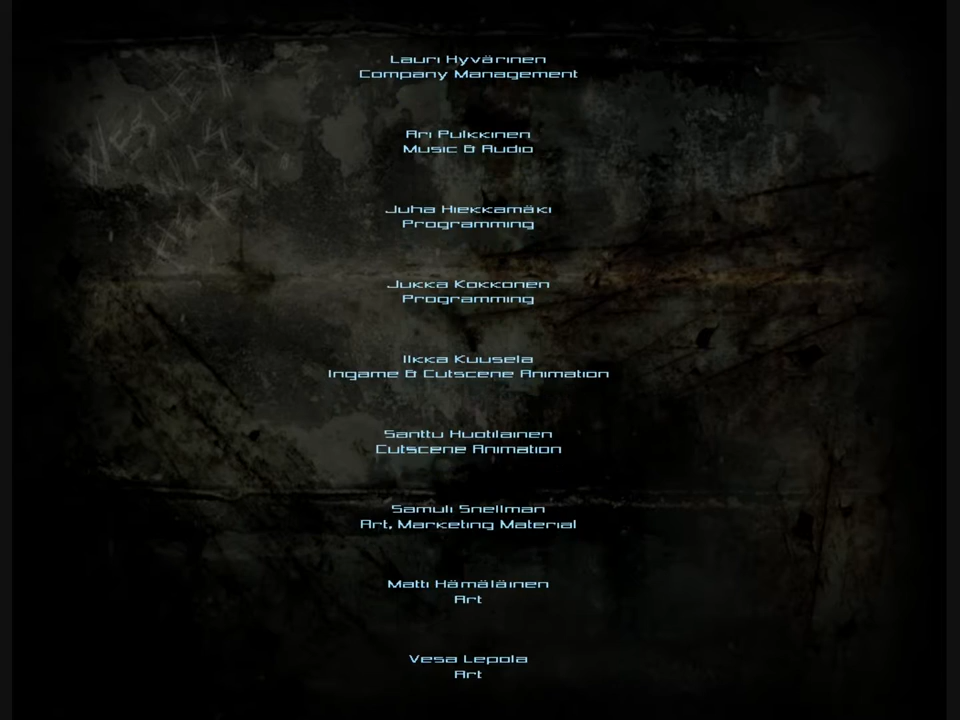 Lauri Hyvärinen
Company Management
Ari Pulkkinen
Music & Audio
Juha Hiekkamäki
Programming
Jukka Kokkonen
Programming
Ilkka Kuusela
Ingame & Cutscene Animation
Santtu Huotilainen
Cutscene Animation
Samuli Snellman
Art, Marketing Material
Matti Hämäläinen
Art
Vesa Lepola
Art